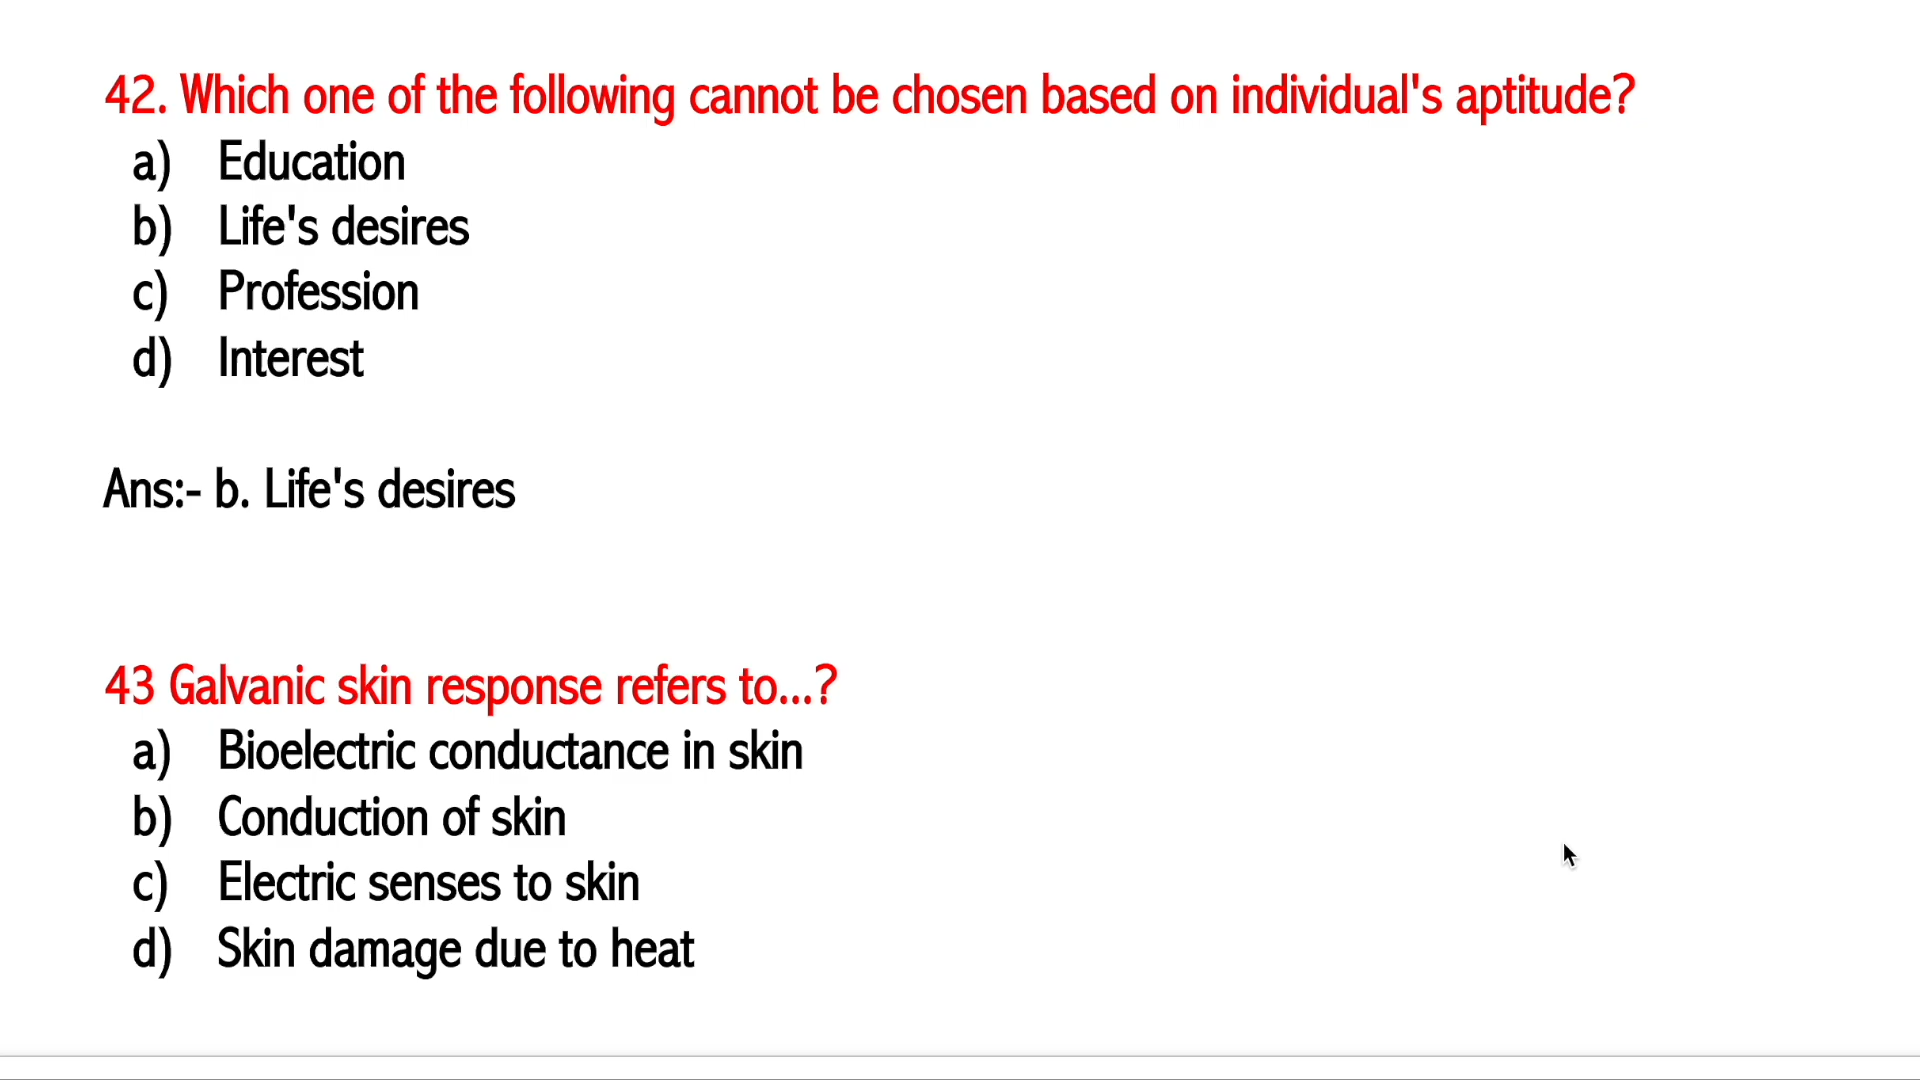 42. Which one of the following cannot be chosen based on individual's aptitude?
a) Education
b) Life's desires
c) Profession
d) Interest
Ans:- b. Life's desires
43 Galvanic skin response refers to...?
a) Bioelectric conductance in skin
b) Conduction of skin
c) Electric senses to skin
d) Skin damage due to heat